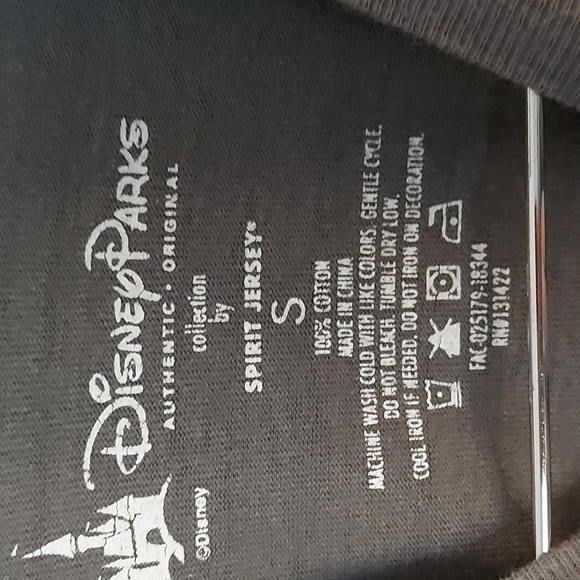 Disney Parks
AUTHENTIC • ORIGINAL
collection
by
SPIRIT JERSEY®
S
100% COTTON
MADE IN CHINA
MACHINE WASH COLD WITH LIKE COLORS. GENTLE CYCLE.
DO NOT BLEACH. TUMBLE DRY LOW.
COOL IRON IF NEEDED. DO NOT IRON ON DECORATION.
FAC-025179-18344
RN#131422
©Disney